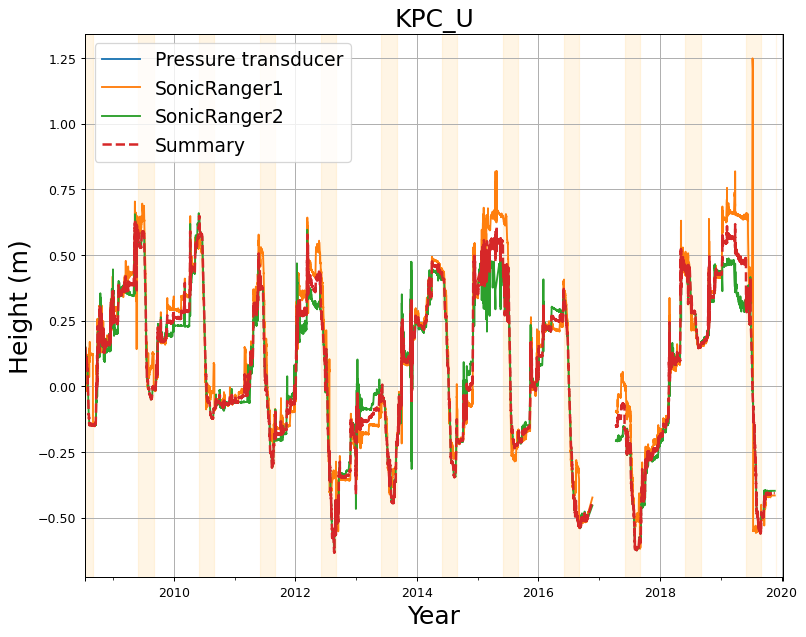 KPC_U
Pressure transducer
SonicRanger1
SonicRanger2
Summary
Height (m)
1.25
1.00
0.75
0.50
0.25
0.00
−0.25
−0.50
2010 2012 2014 2016 2018 2020
Year